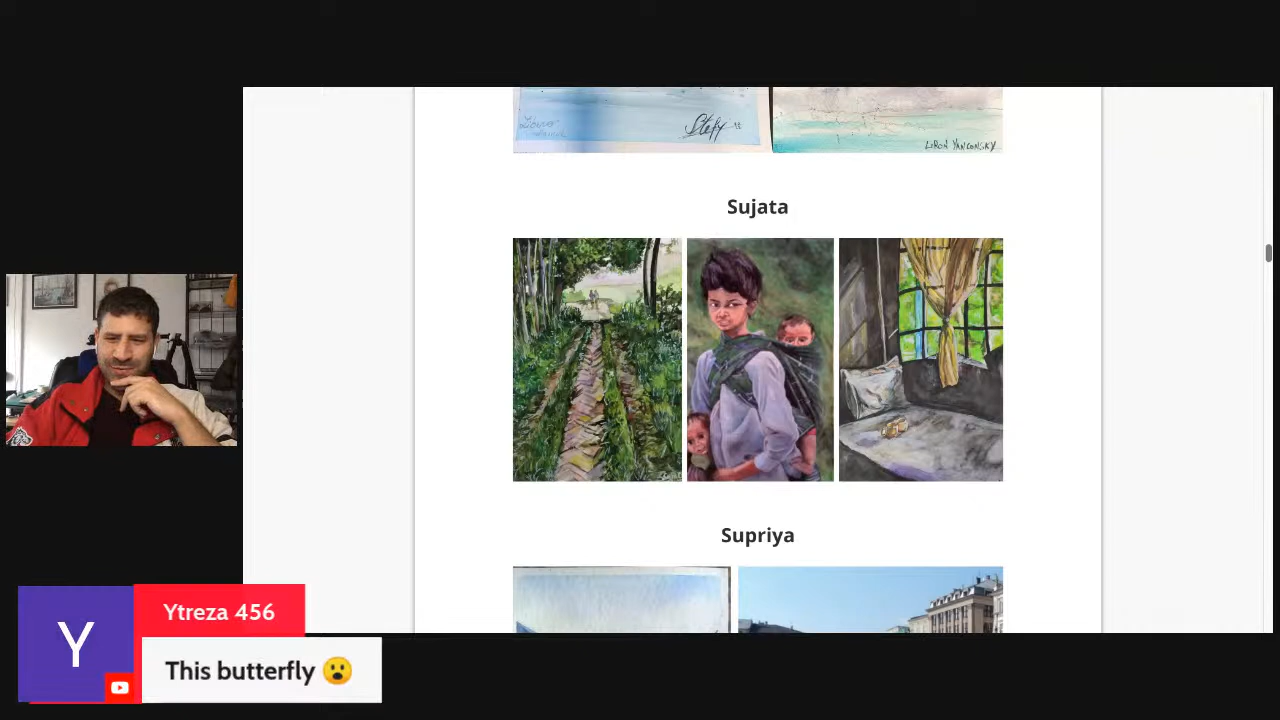 Stefy
LIRON YANCONSKY
Sujata
Supriya
Y
Ytreza 456
This butterfly 😮